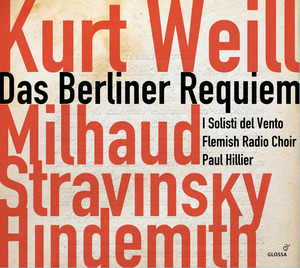 Kurt Weill
Das Berliner Requiem
Milhaud
I Solisti del Vento
Flemish Radio Choir
Paul Hillier
Stravinsky
Hindemith
GLOSSA